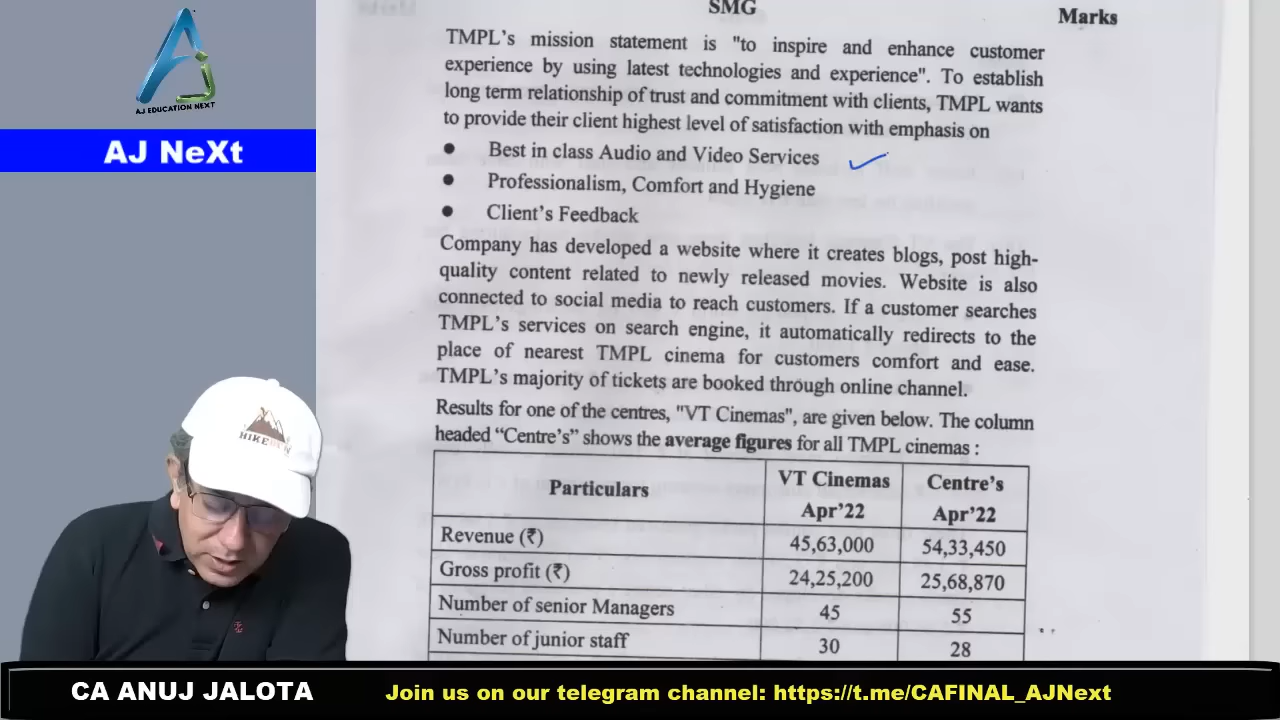 SMG
Marks
AJ EDUCATION NEXT
AJ NeXt
TMPL's mission statement is "to inspire and enhance customer
experience by using latest technologies and experience". To establish
long term relationship of trust and commitment with clients, TMPL wants
to provide their client highest level of satisfaction with emphasis on
● Best in class Audio and Video Services
● Professionalism, Comfort and Hygiene
● Client's Feedback
Company has developed a website where it creates blogs, post high-
quality content related to newly released movies. Website is also
connected to social media to reach customers. If a customer searches
TMPL's services on search engine, it automatically redirects to the
place of nearest TMPL cinema for customers comfort and ease.
TMPL's majority of tickets are booked through online channel.
Results for one of the centres, "VT Cinemas", are given below. The column
headed "Centre's" shows the average figures for all TMPL cinemas :
Particulars VT Cinemas Apr'22 Centre's Apr'22
Revenue (₹) 45,63,000 54,33,450
Gross profit (₹) 24,25,200 25,68,870
Number of senior Managers 45 55
Number of junior staff 30 28
CA ANUJ JALOTA
Join us on our telegram channel: https://t.me/CAFINAL_AJNext